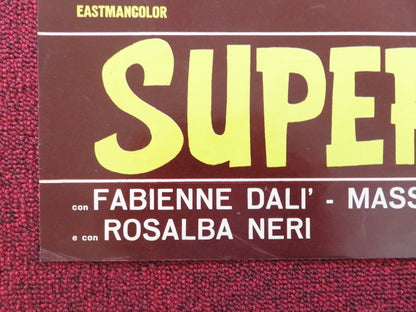 EASTMANCOLOR
SUPER
con FABIENNE DALI' - MASS
e con ROSALBA NERI